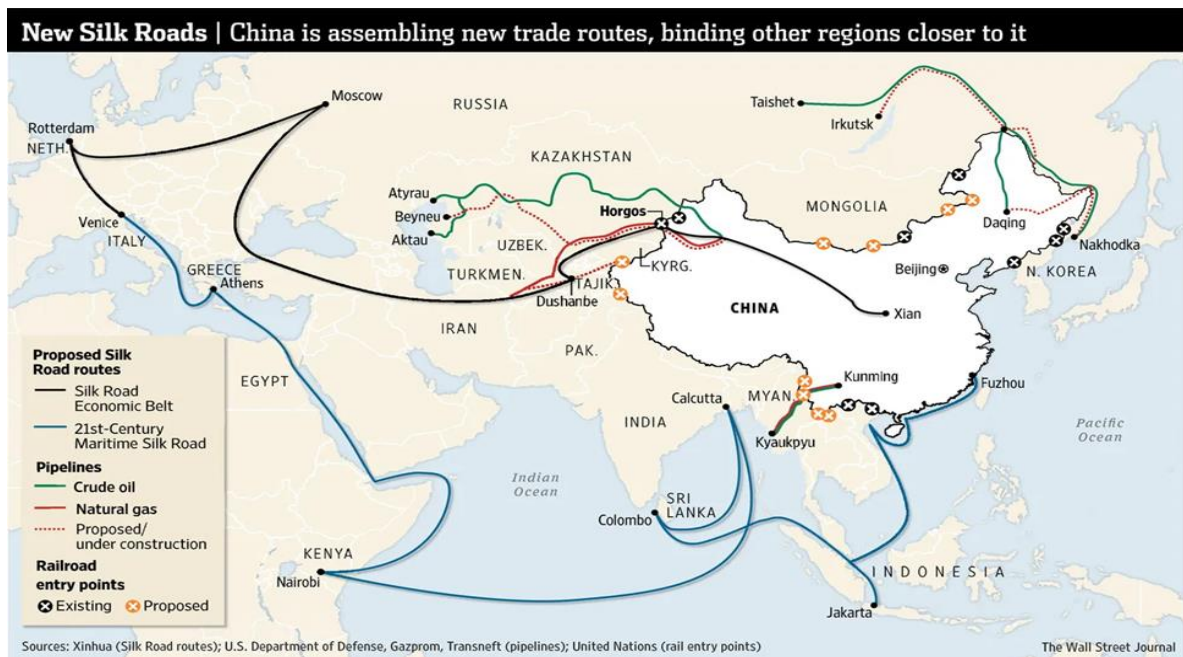 New Silk Roads | China is assembling new trade routes, binding other regions closer to it
Moscow
RUSSIA
Taishet
Irkutsk
Rotterdam
NETH.
KAZAKHSTAN
Atyrau
Beyneu
Aktau
Horgos
MONGOLIA
Daqing
Nakhodka
Venice
ITALY
UZBEK.
KYRG.
Beijing
N. KOREA
GREECE
Athens
TURKMEN.
TAJIK.
Dushanbe
CHINA
Xian
IRAN
PAK.
Proposed Silk
Road routes
Silk Road
Economic Belt
21st-Century
Maritime Silk Road
Pipelines
Crude oil
Natural gas
Proposed/
under construction
Railroad
entry points
Existing
Proposed
EGYPT
Calcutta
MYAN.
Kunming
Fuzhou
INDIA
Kyaukpyu
Pacific
Ocean
Indian
Ocean
SRI
LANKA
Colombo
KENYA
Nairobi
INDONESIA
Jakarta
Sources: Xinhua (Silk Road routes); U.S. Department of Defense, Gazprom, Transneft (pipelines); United Nations (rail entry points)
The Wall Street Journal